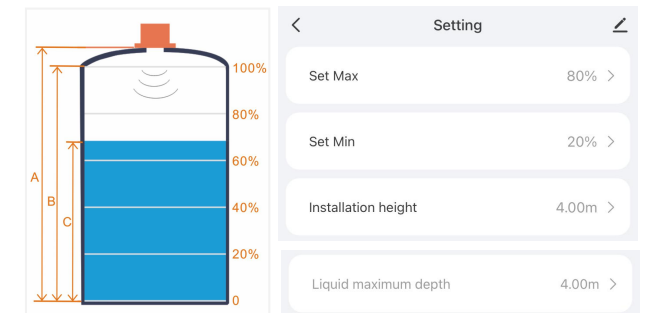 100%
80%
60%
40%
20%
0
A
B
C
Setting
Set Max 80%
Set Min 20%
Installation height 4.00m
Liquid maximum depth 4.00m